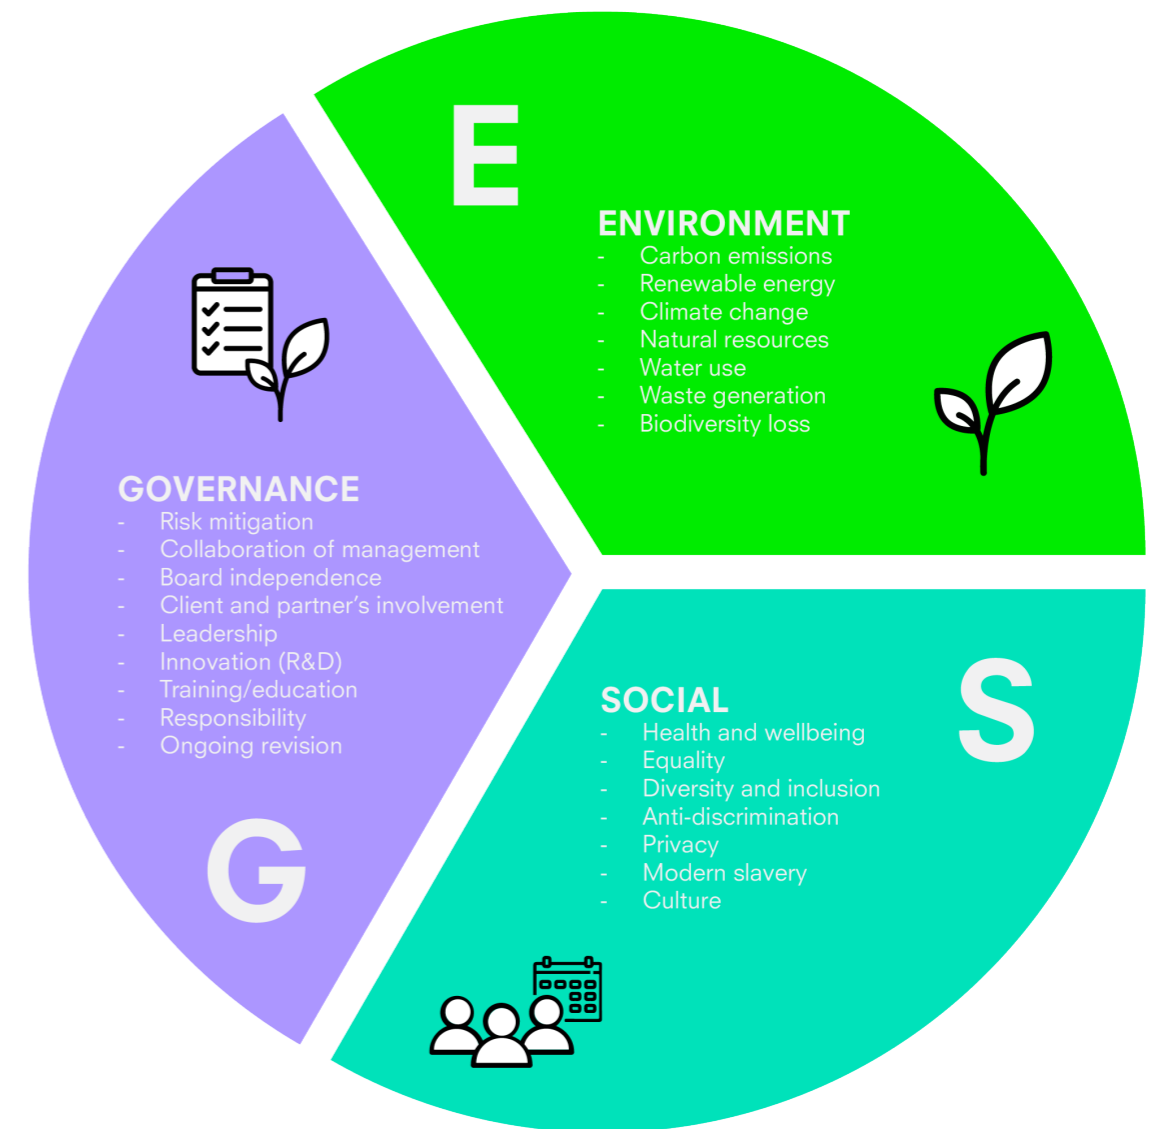 E
ENVIRONMENT
- Carbon emissions
- Renewable energy
- Climate change
- Natural resources
- Water use
- Waste generation
- Biodiversity loss
GOVERNANCE
- Risk mitigation
- Collaboration of management
- Board independence
- Client and partner’s involvement
- Leadership
- Innovation (R&D)
- Training/education
- Responsibility
- Ongoing revision
G
SOCIAL
- Health and wellbeing
- Equality
- Diversity and inclusion
- Anti-discrimination
- Privacy
- Modern slavery
- Culture
S